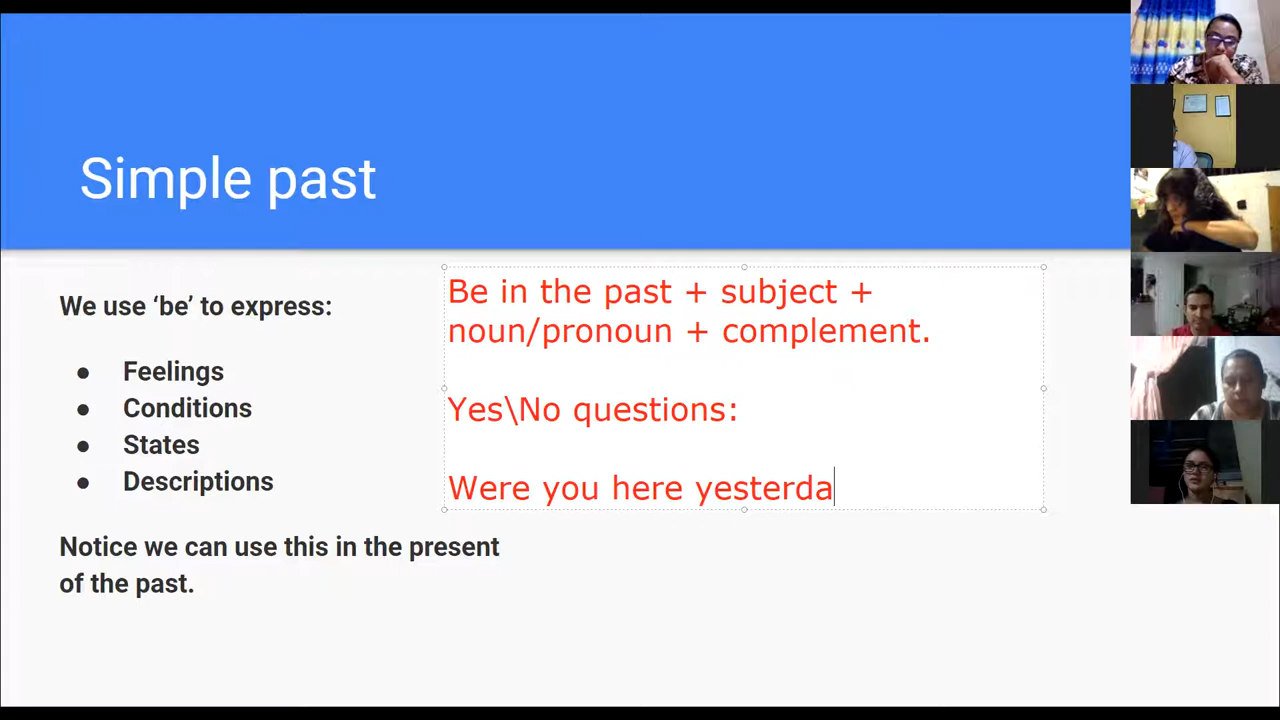 Simple past
We use ‘be’ to express:
● Feelings
● Conditions
● States
● Descriptions
Notice we can use this in the present
of the past.
Be in the past + subject +
noun/pronoun + complement.
Yes\No questions:
Were you here yesterda